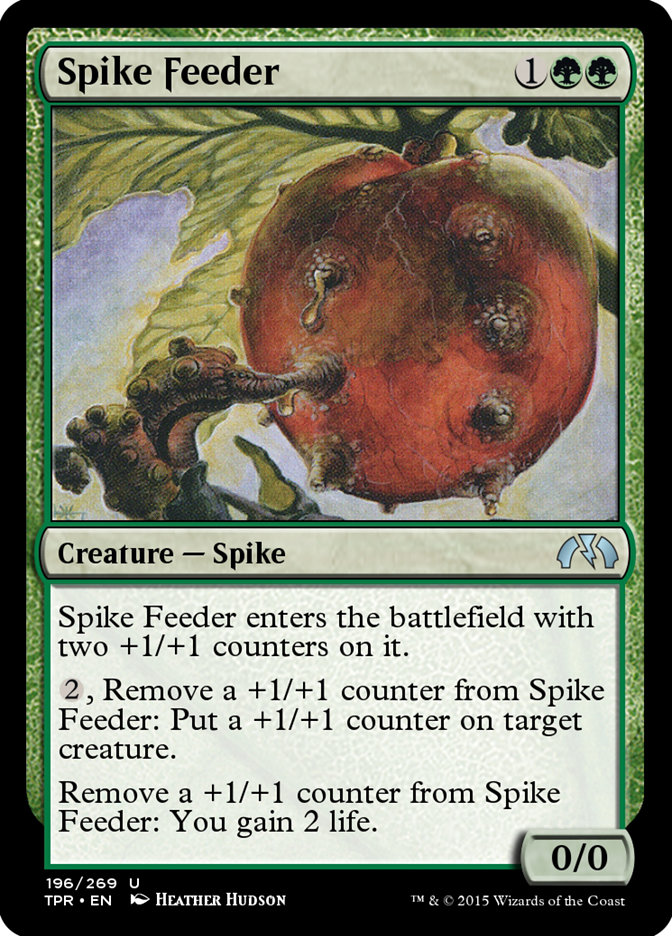 Spike Feeder 1
Creature — Spike
Spike Feeder enters the battlefield with
two +1/+1 counters on it.
2, Remove a +1/+1 counter from Spike
Feeder: Put a +1/+1 counter on target
creature.
Remove a +1/+1 counter from Spike
Feeder: You gain 2 life.
0/0
196/269 U
TPR • EN Heather Hudson ™ & © 2015 Wizards of the Coast